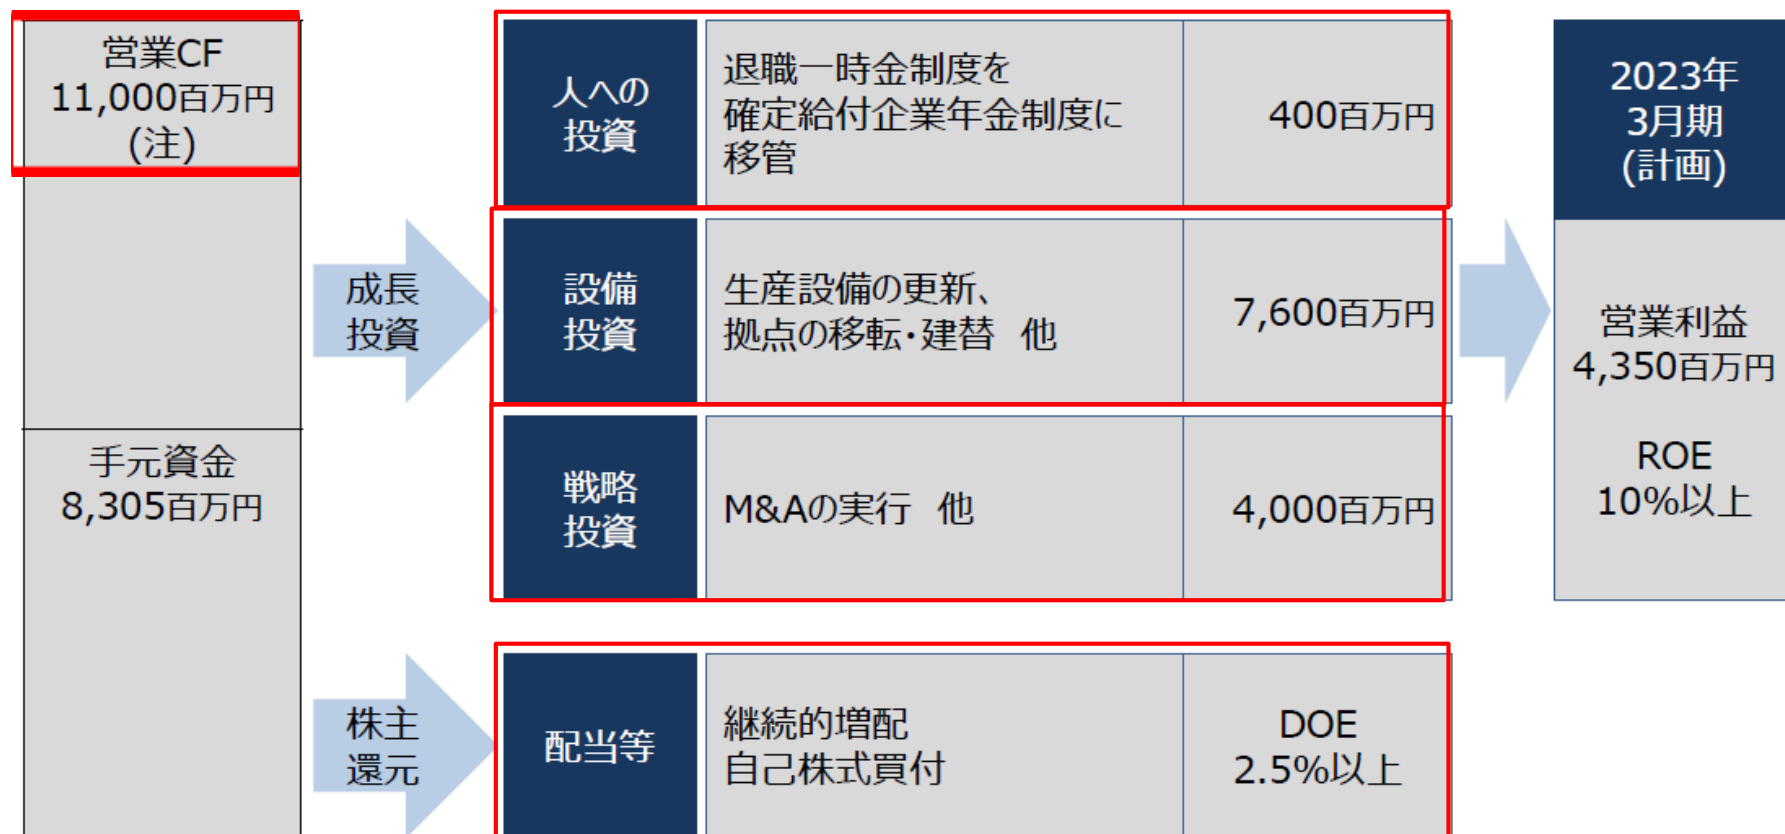 営業CF
11,000百万円
(注)
手元資金
8,305百万円
成長
投資
人への
投資
退職一時金制度を
確定給付企業年金制度に
移管
400百万円
設備
投資
生産設備の更新、
拠点の移転・建替 他
7,600百万円
戦略
投資
M&Aの実行 他
4,000百万円
2023年
3月期
(計画)
営業利益
4,350百万円
ROE
10%以上
株主
還元
配当等
継続的増配
自己株式買付
DOE
2.5%以上